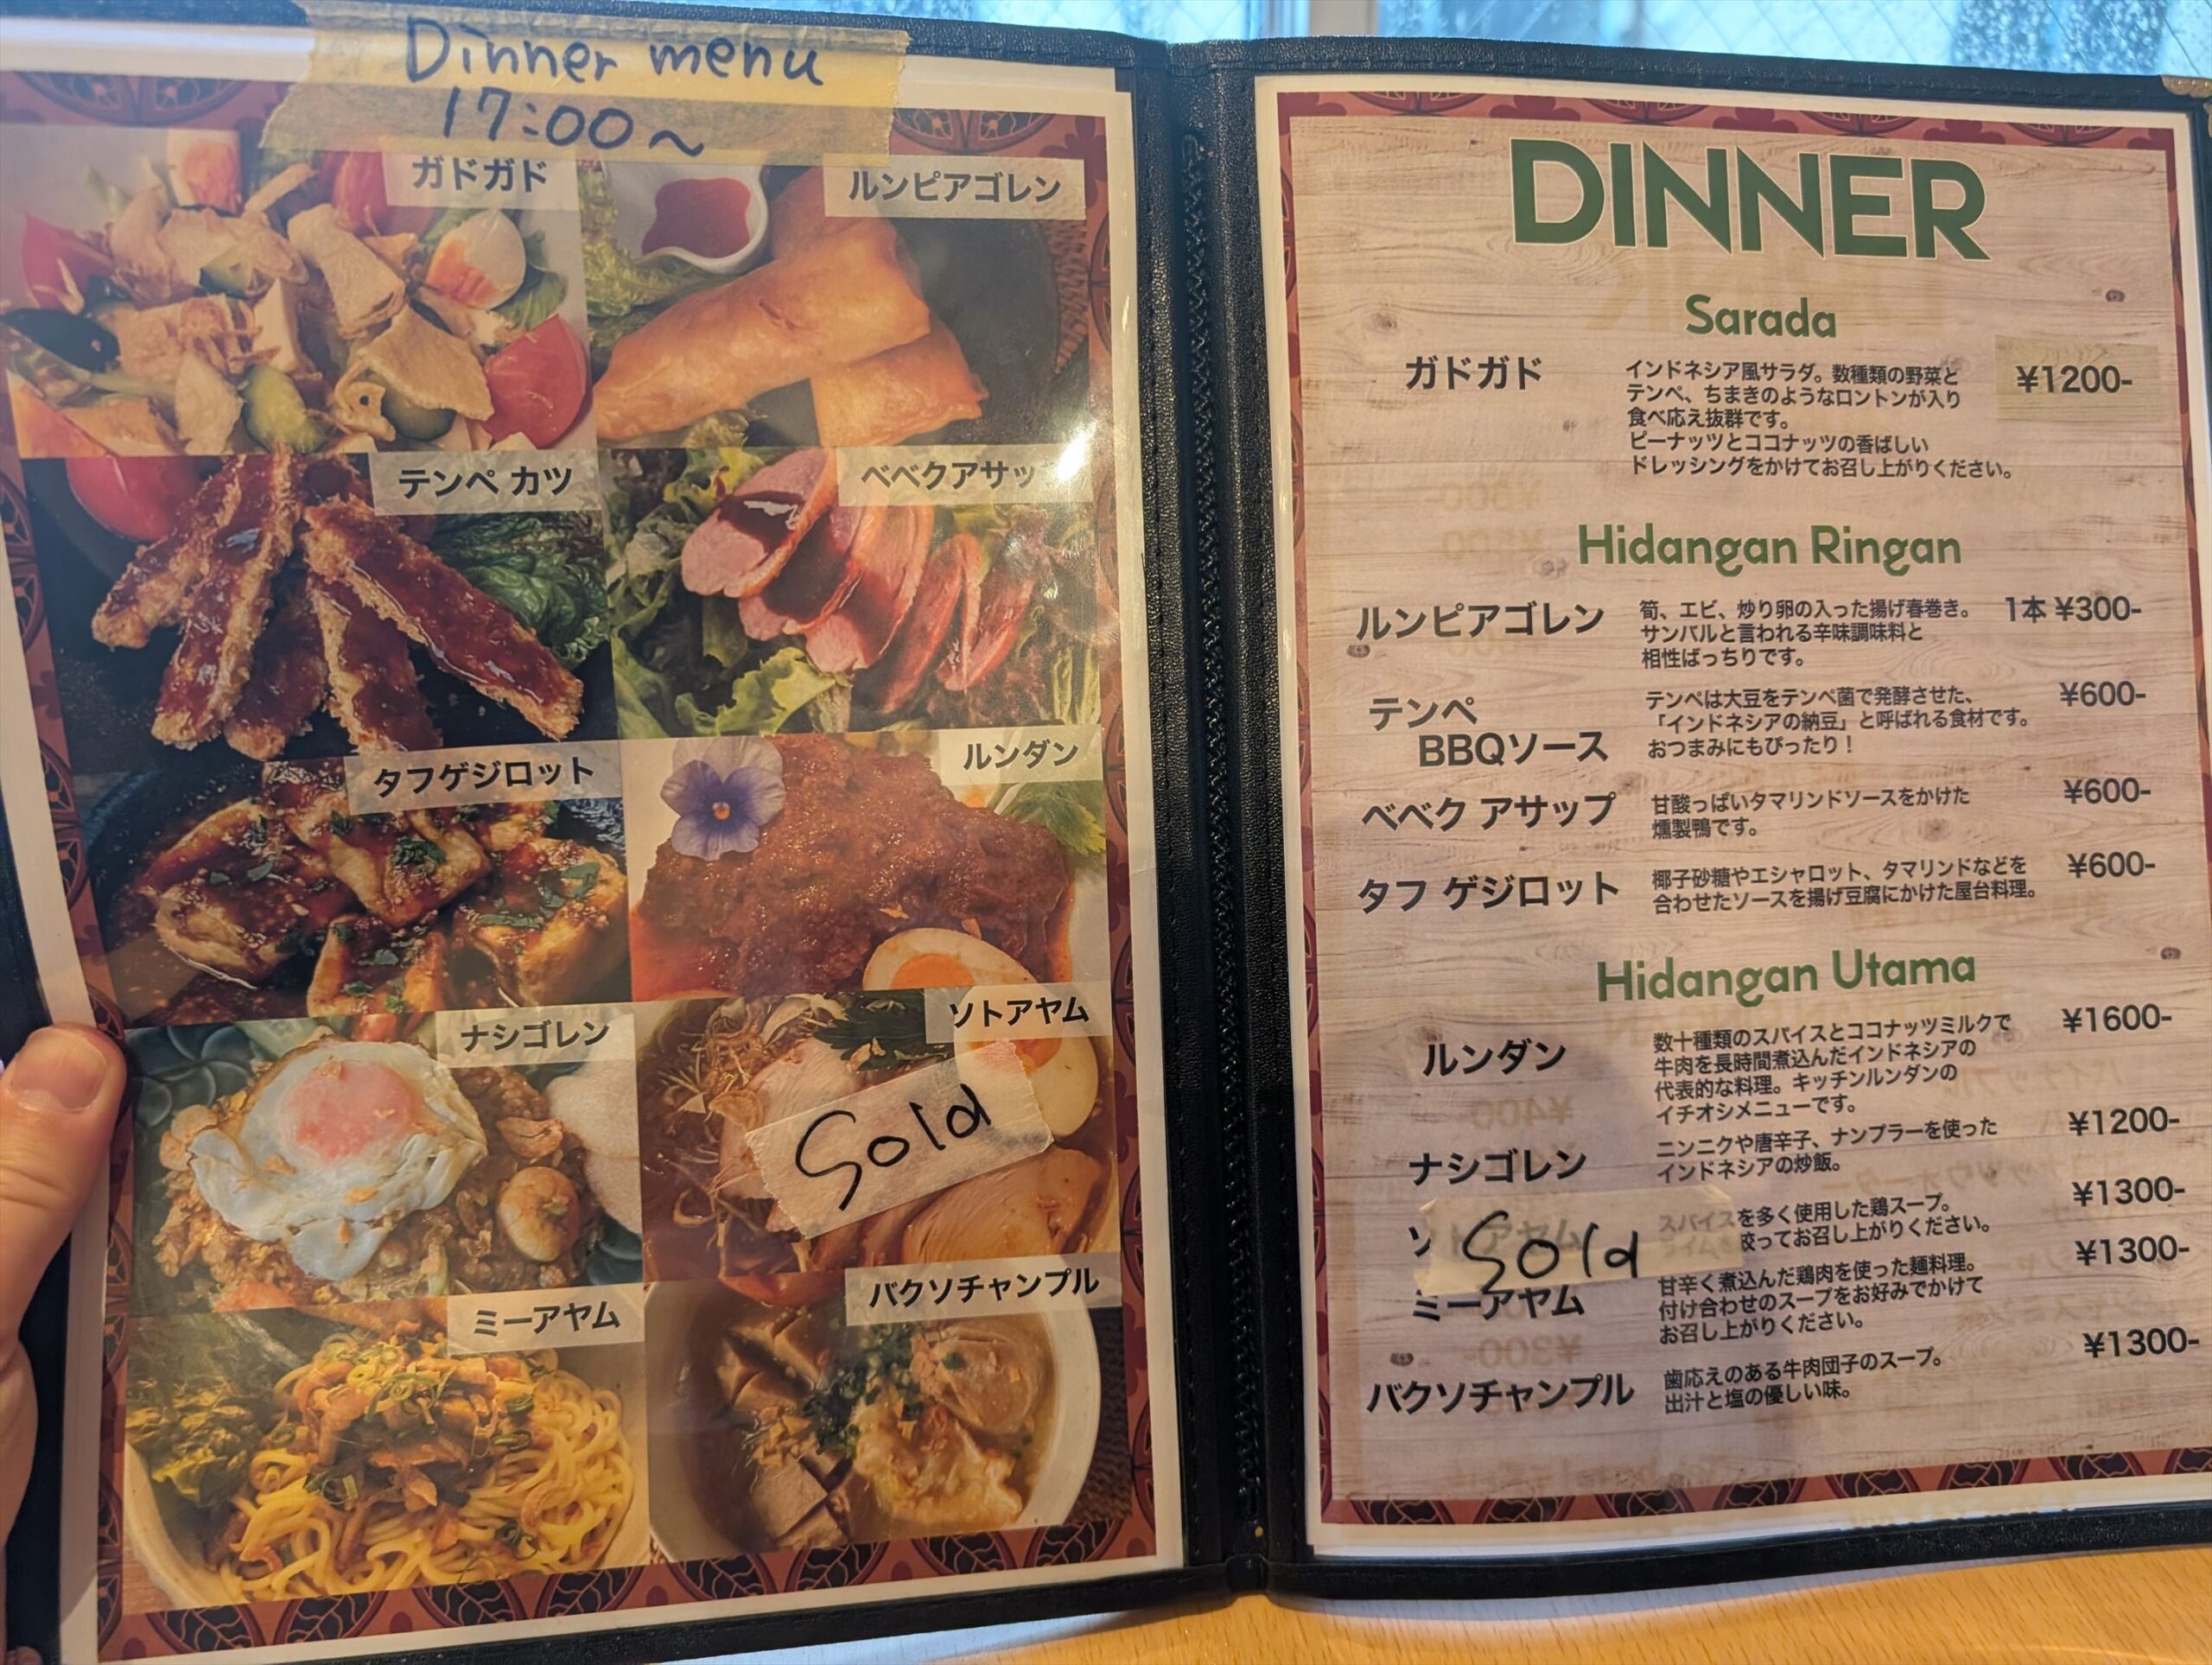 Dinner menu
17:00～
ガドガド
ルンピアゴレン
テンペ カツ
ベベクアサッ
タフゲジロット
ルンダン
ナシゴレン
ソトアヤム
Sold
ミーアヤム
バクソチャンプル
DINNER
Sarada
ガドガド
インドネシア風サラダ。数種類の野菜と
テンペ、ちまきのようなロントンが入り
食べ応え抜群です。
ピーナッツとココナッツの香ばしい
ドレッシングをかけてお召し上がりください。
¥1200-
Hidangan Ringan
ルンピアゴレン
筍、エビ、炒り卵の入った揚げ春巻き。
サンバルと言われる辛味調味料と
相性ばっちりです。
1本 ¥300-
テンペ
BBQソース
テンペは大豆をテンペ菌で発酵させた、
「インドネシアの納豆」と呼ばれる食材です。
おつまみにもぴったり！
¥600-
ベベク アサップ
甘酸っぱいタマリンドソースをかけた
燻製鴨です。
¥600-
タフ ゲジロット
椰子砂糖やエシャロット、タマリンドなどを
合わせたソースを揚げ豆腐にかけた屋台料理。
¥600-
Hidangan Utama
ルンダン
数十種類のスパイスとココナッツミルクで
牛肉を長時間煮込んだインドネシアの
代表的な料理。キッチンルンダンの
イチオシメニューです。
¥1600-
ナシゴレン
ニンニクや唐辛子、ナンプラーを使った
インドネシアの炒飯。
¥1200-
ソトアヤム
Sold
スパイスを多く使用した鶏スープ。
絞ってお召し上がりください。
¥1300-
ミーアヤム
甘辛く煮込んだ鶏肉を使った麺料理。
付け合わせのスープをお好みでかけて
お召し上がりください。
¥1300-
バクソチャンプル
歯応えのある牛肉団子のスープ。
出汁と塩の優しい味。
¥1300-